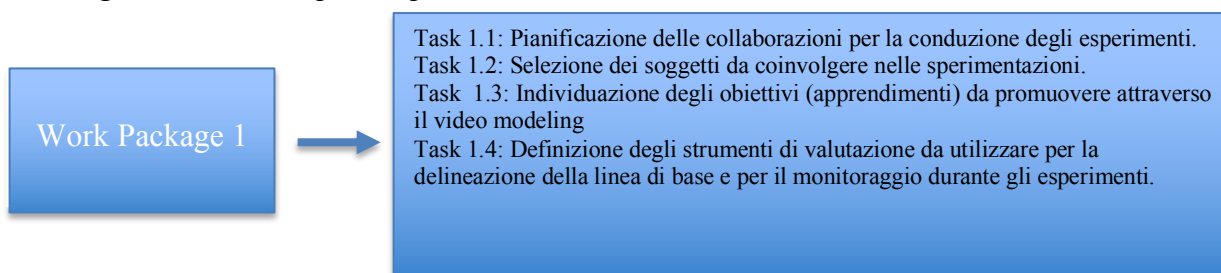 Work Package 1
Task 1.1: Pianificazione delle collaborazioni per la conduzione degli esperimenti.
Task 1.2: Selezione dei soggetti da coinvolgere nelle sperimentazioni.
Task 1.3: Individuazione degli obiettivi (apprendimenti) da promuovere attraverso
il video modeling
Task 1.4: Definizione degli strumenti di valutazione da utilizzare per la
delineazione della linea di base e per il monitoraggio durante gli esperimenti.